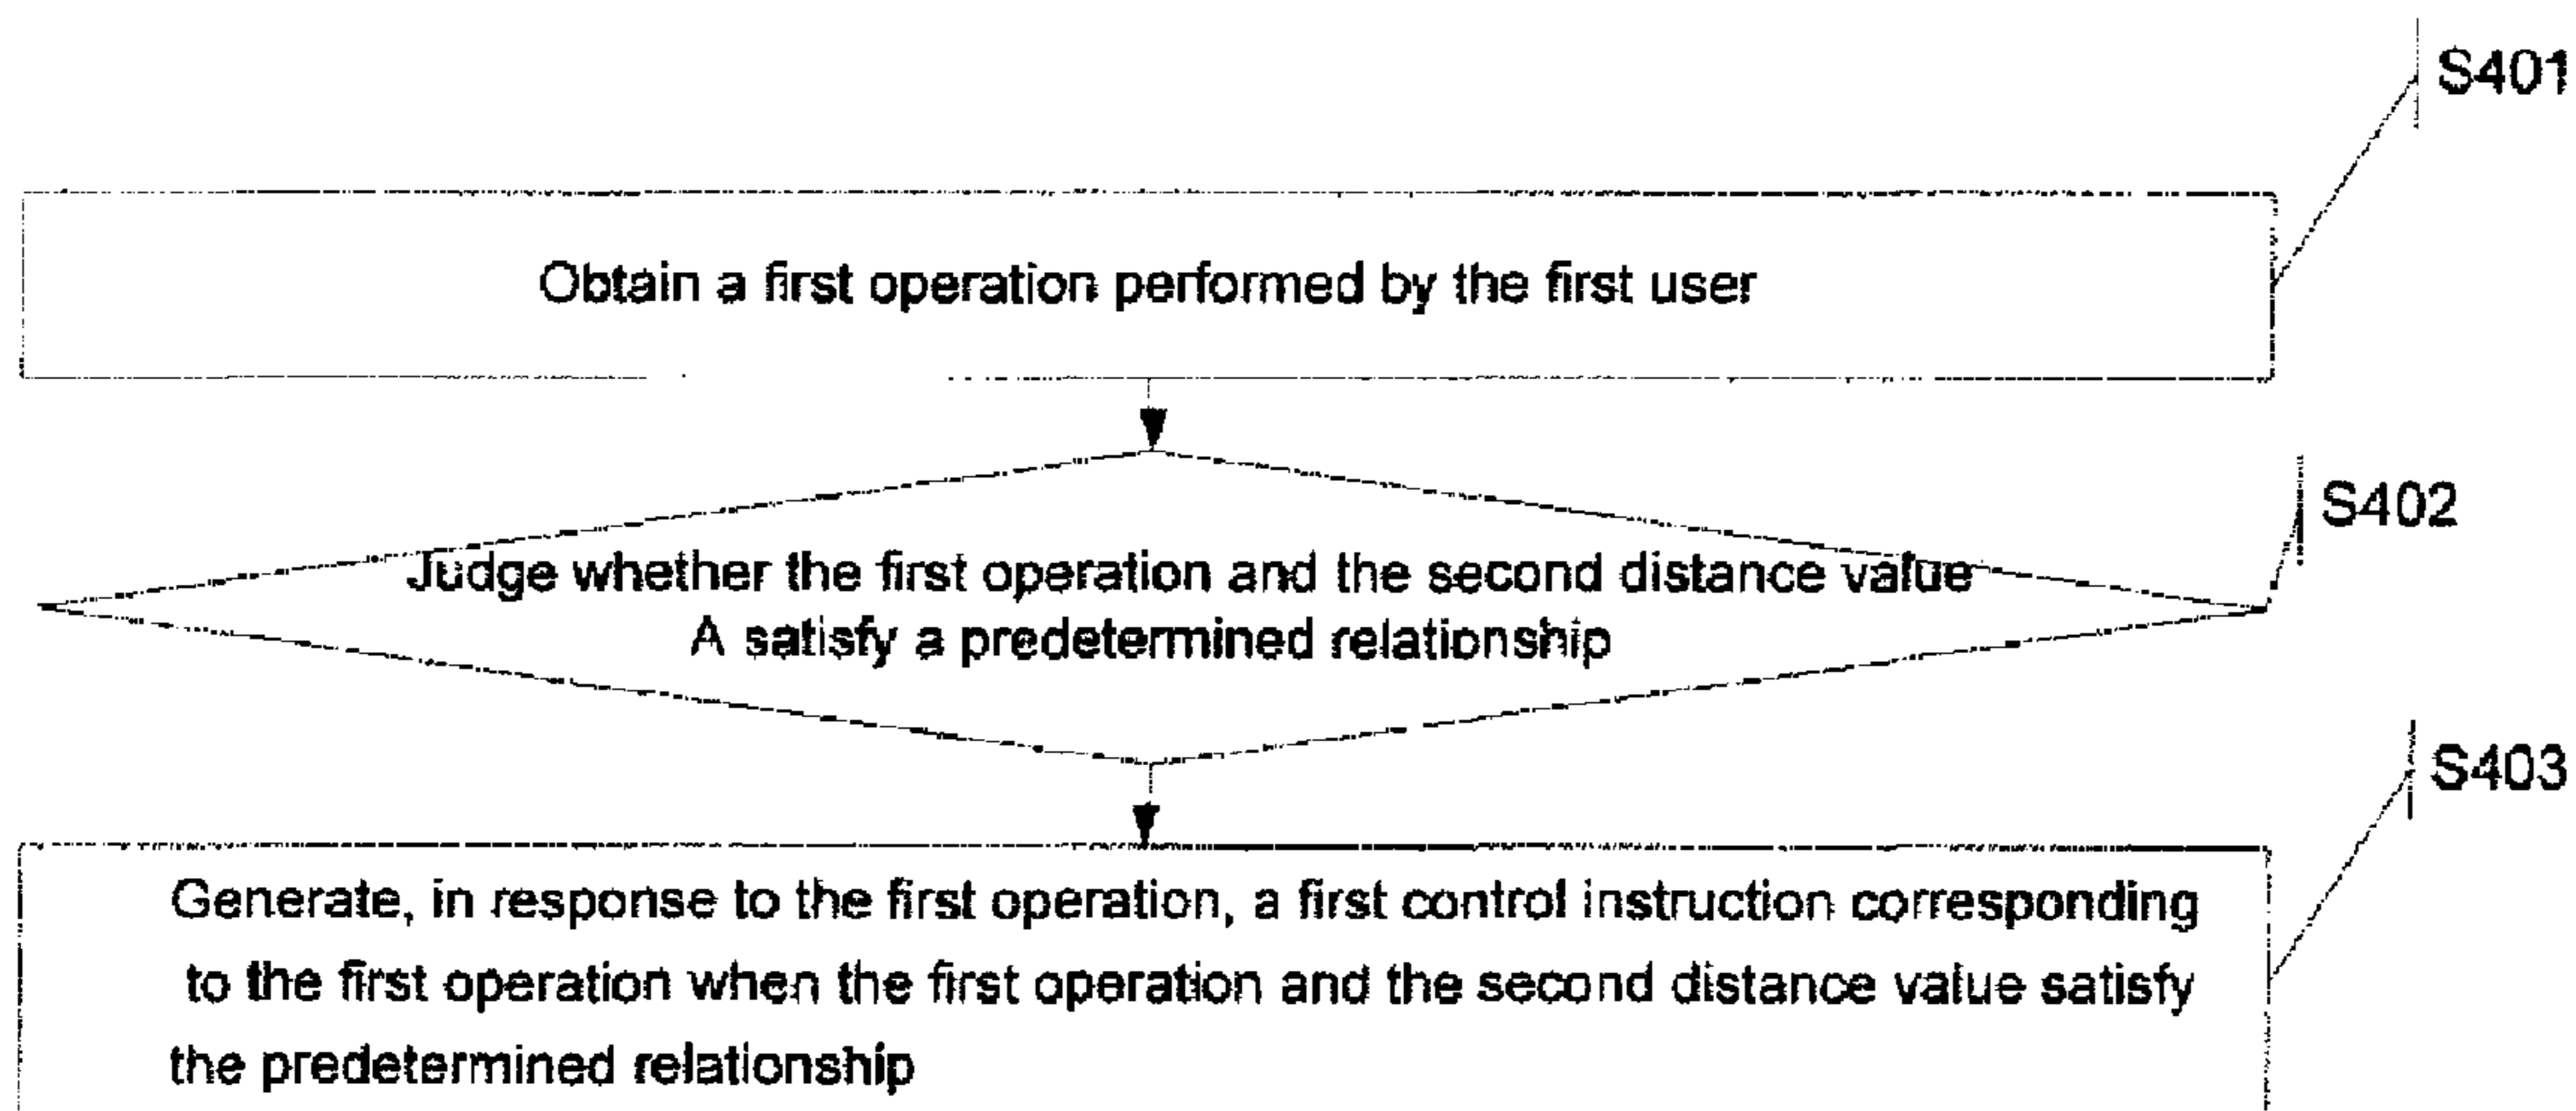 S401
Obtain a first operation performed by the first user
S402
Judge whether the first operation and the second distance value
A satisfy a predetermined relationship
S403
Generate, in response to the first operation, a first control instruction corresponding
to the first operation when the first operation and the second distance value satisfy
the predetermined relationship